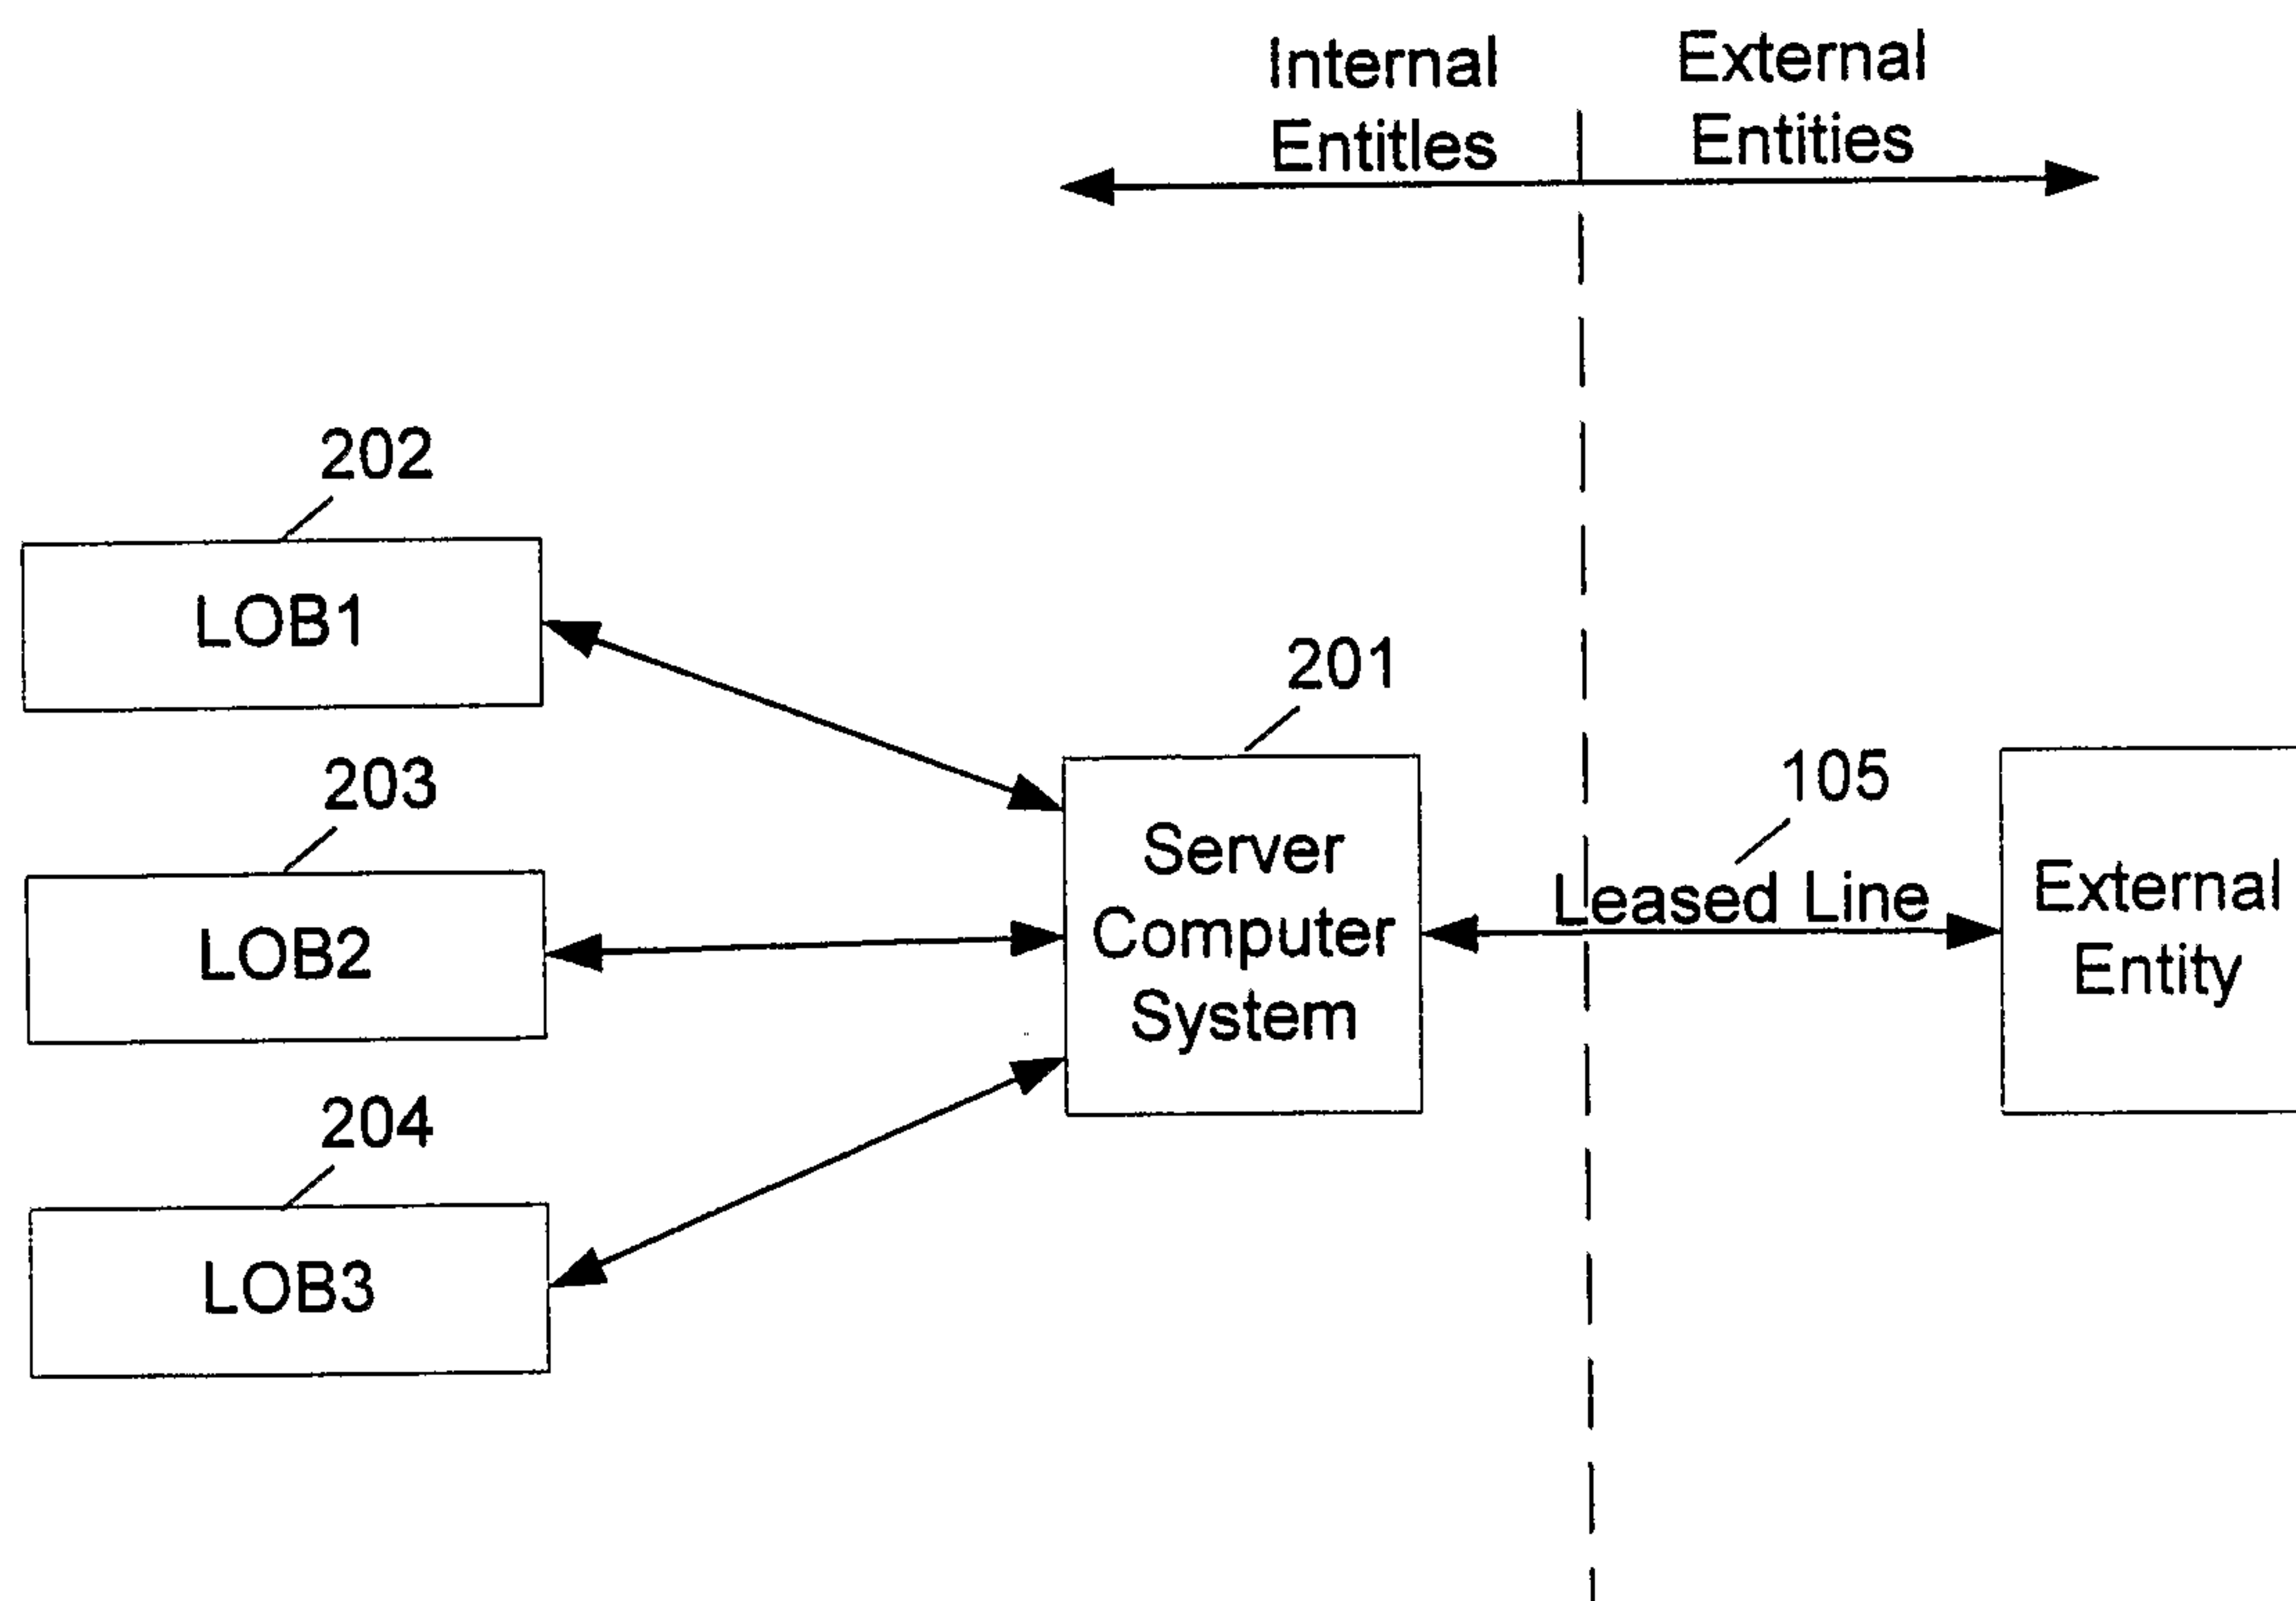 Internal
Entitles
External
Entities
202
LOB1
203
LOB2
204
LOB3
201
Server
Computer
System
105
Leased Line
External
Entity